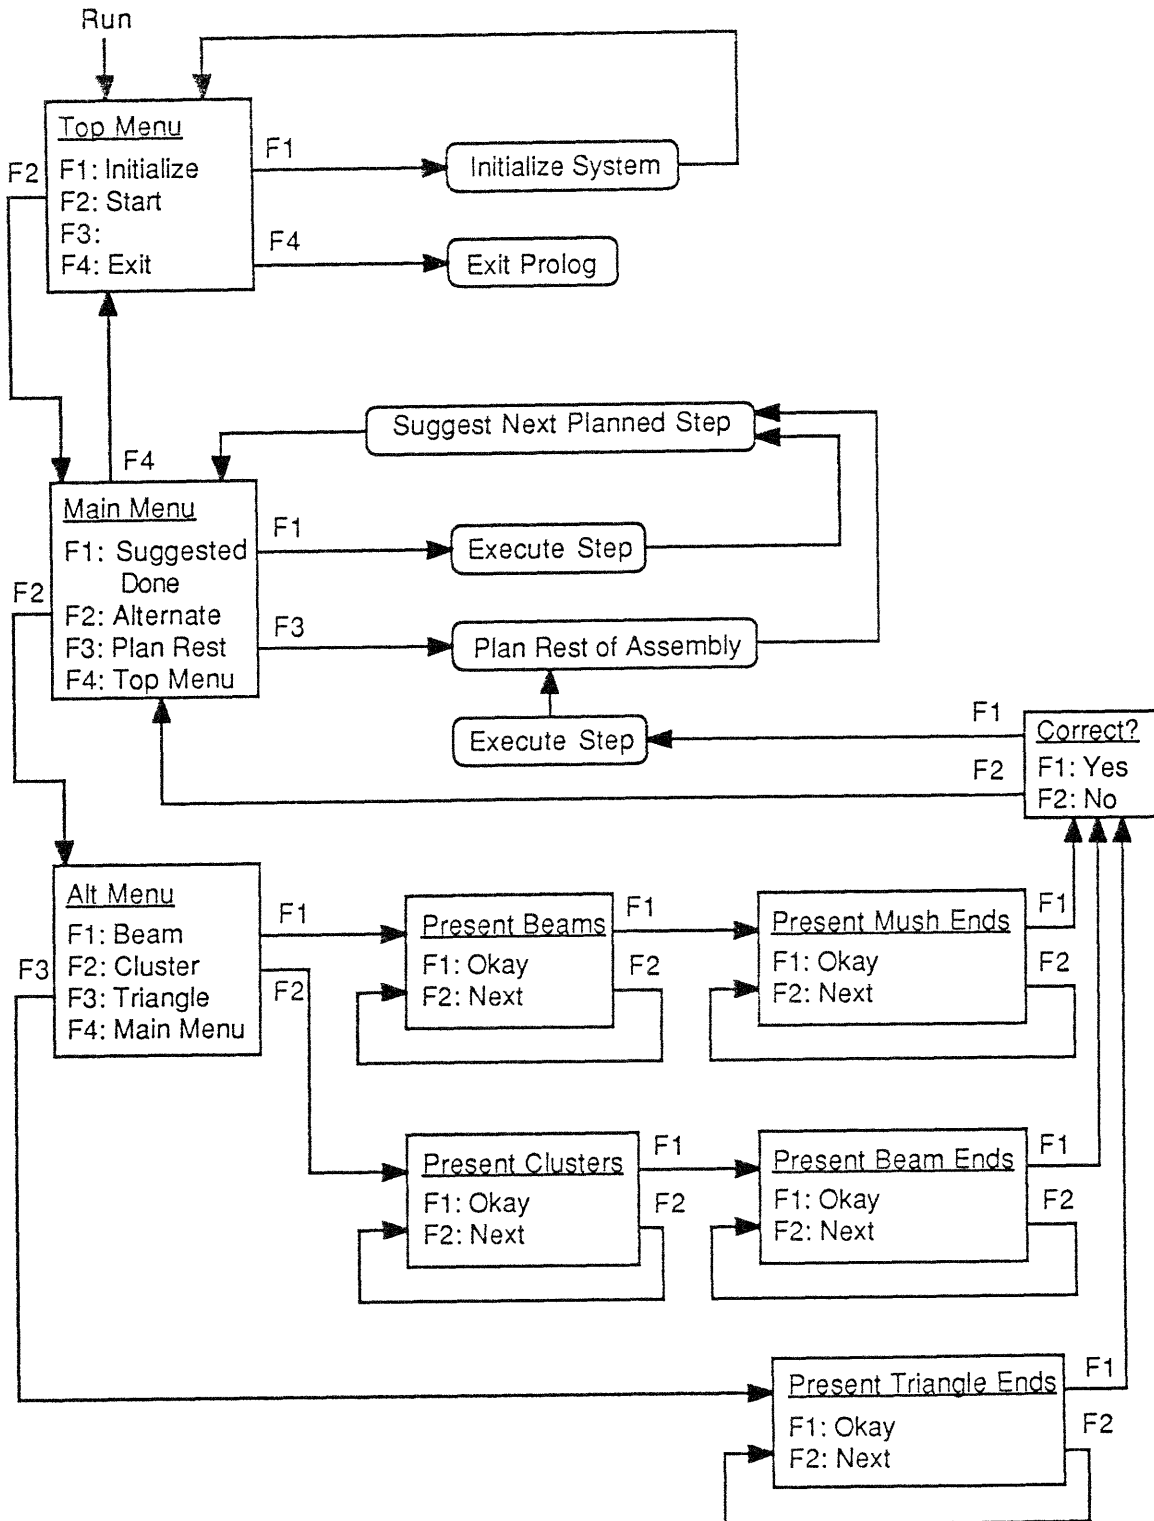 Run
Top Menu
F1: Initialize
F2: Start
F3:
F4: Exit
F2
F1
Initialize System
F4
Exit Prolog
Suggest Next Planned Step
F4
Main Menu
F1: Suggested
Done
F2: Alternate
F3: Plan Rest
F4: Top Menu
F2
F1
Execute Step
F3
Plan Rest of Assembly
Execute Step
F1
F2
Correct?
F1: Yes
F2: No
Alt Menu
F1: Beam
F2: Cluster
F3: Triangle
F4: Main Menu
F3
F1
F2
Present Beams
F1: Okay
F2: Next
F1
F2
Present Mush Ends
F1: Okay
F2: Next
F1
F2
Present Clusters
F1: Okay
F2: Next
F1
F2
Present Beam Ends
F1: Okay
F2: Next
F1
F2
Present Triangle Ends
F1: Okay
F2: Next
F1
F2